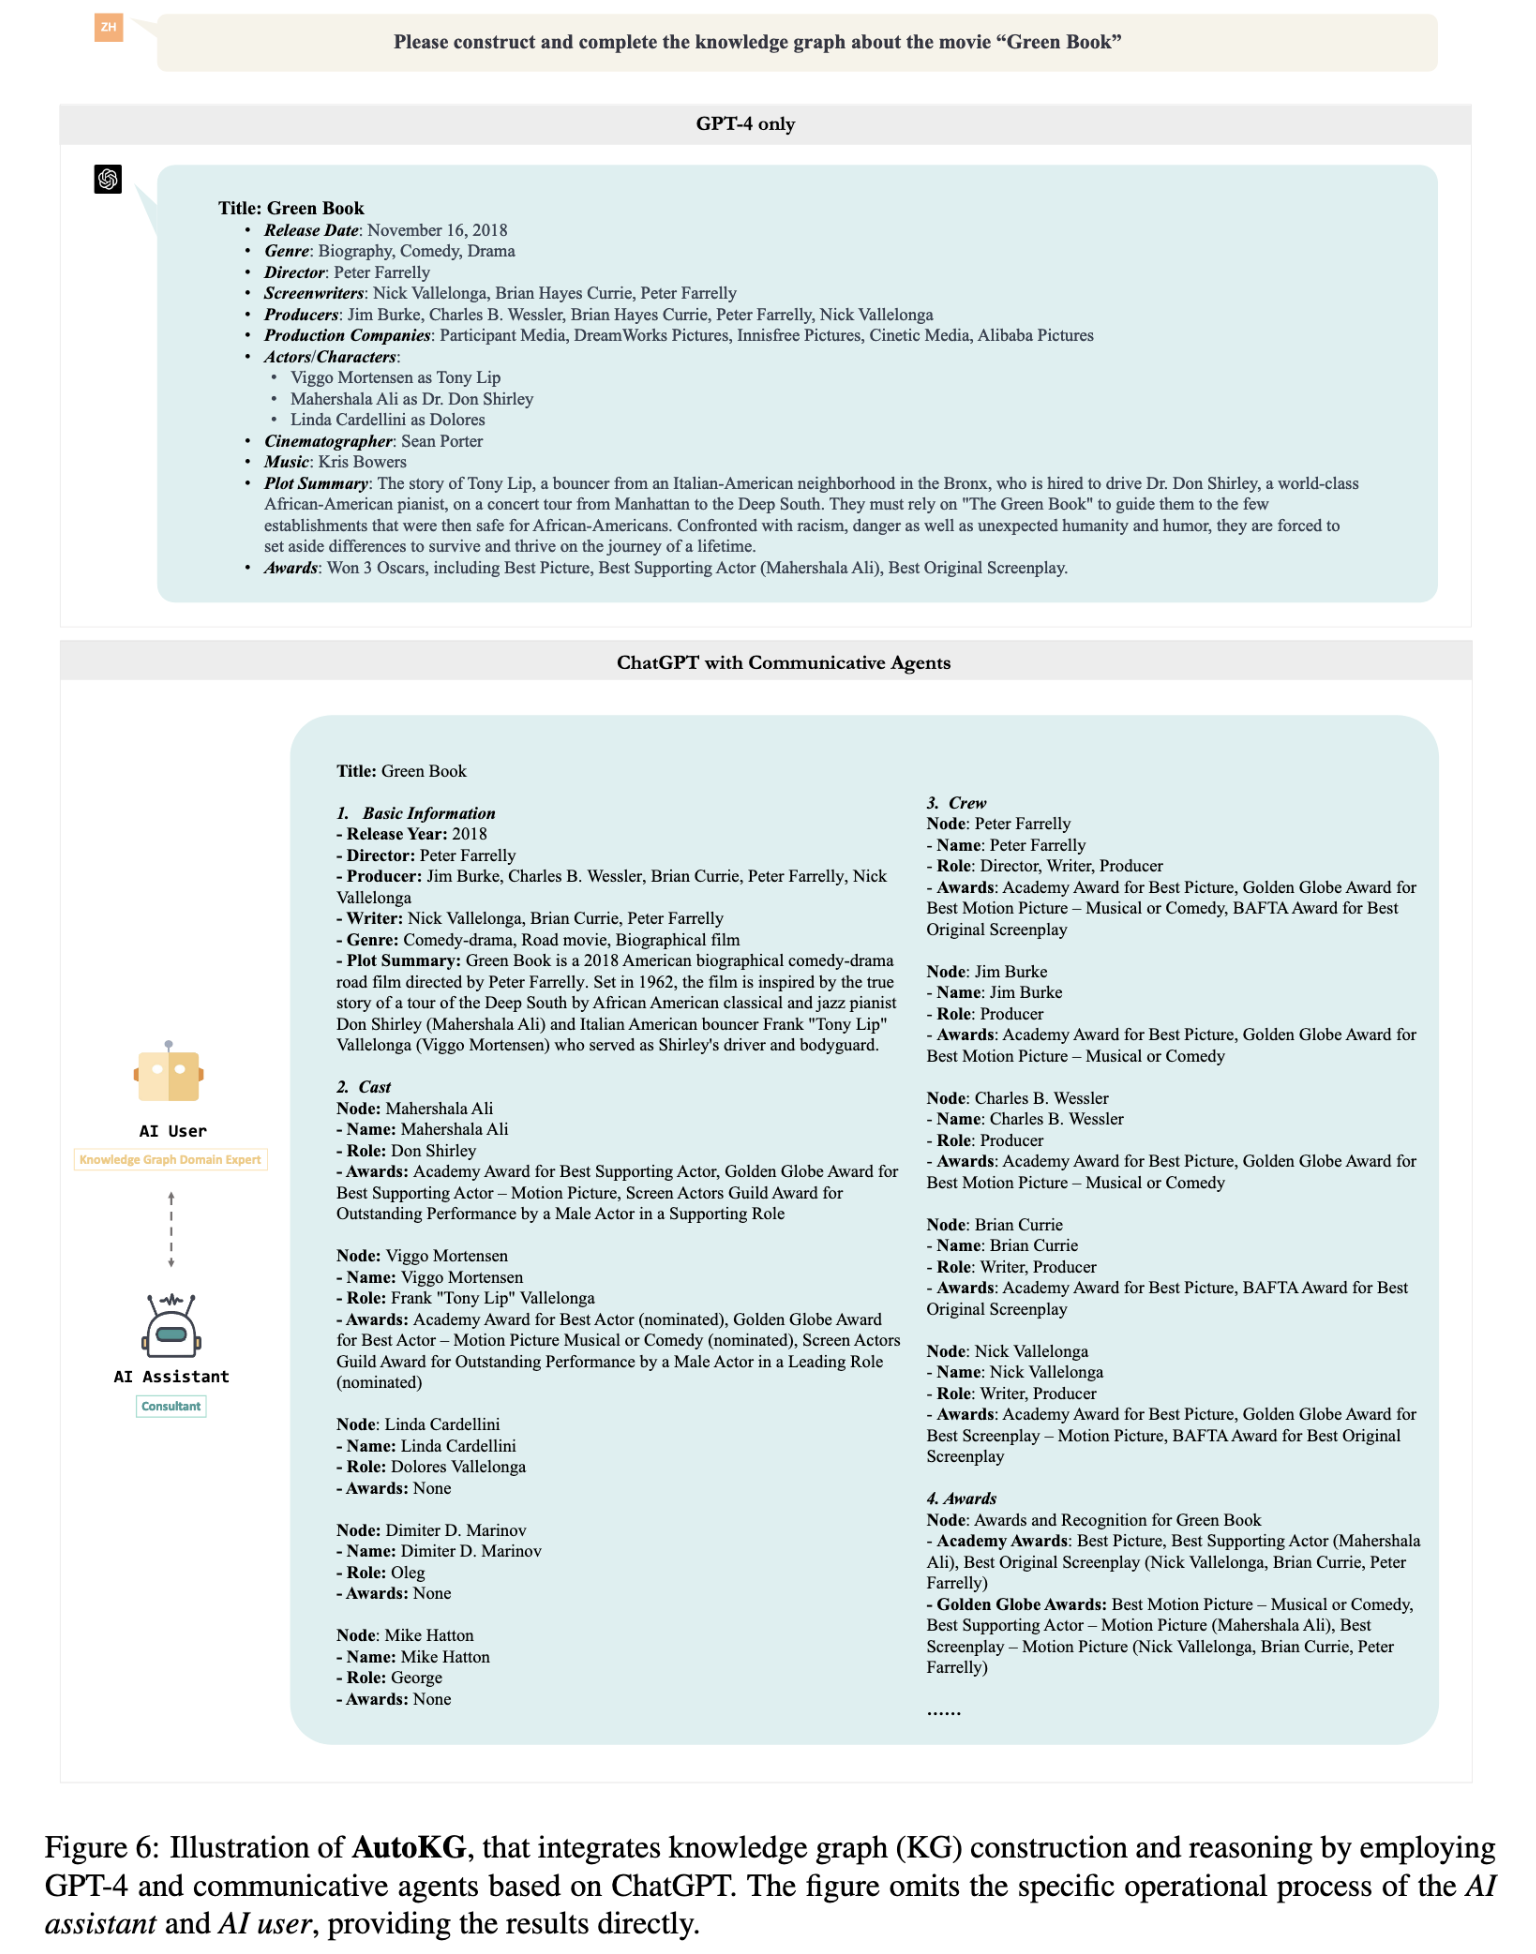 ZH
Please construct and complete the knowledge graph about the movie “Green Book”
GPT-4 only
Title: Green Book
• Release Date: November 16, 2018
• Genre: Biography, Comedy, Drama
• Director: Peter Farrelly
• Screenwriters: Nick Vallelonga, Brian Hayes Currie, Peter Farrelly
• Producers: Jim Burke, Charles B. Wessler, Brian Hayes Currie, Peter Farrelly, Nick Vallelonga
• Production Companies: Participant Media, DreamWorks Pictures, Innisfree Pictures, Cinetic Media, Alibaba Pictures
• Actors/Characters:
• Viggo Mortensen as Tony Lip
• Mahershala Ali as Dr. Don Shirley
• Linda Cardellini as Dolores
• Cinematographer: Sean Porter
• Music: Kris Bowers
• Plot Summary: The story of Tony Lip, a bouncer from an Italian-American neighborhood in the Bronx, who is hired to drive Dr. Don Shirley, a world-class
African-American pianist, on a concert tour from Manhattan to the Deep South. They must rely on "The Green Book" to guide them to the few
establishments that were then safe for African-Americans. Confronted with racism, danger as well as unexpected humanity and humor, they are forced to
set aside differences to survive and thrive on the journey of a lifetime.
• Awards: Won 3 Oscars, including Best Picture, Best Supporting Actor (Mahershala Ali), Best Original Screenplay.
ChatGPT with Communicative Agents
AI User
Knowledge Graph Domain Expert
AI Assistant
Consultant
Title: Green Book
1. Basic Information
- Release Year: 2018
- Director: Peter Farrelly
- Producer: Jim Burke, Charles B. Wessler, Brian Currie, Peter Farrelly, Nick
Vallelonga
- Writer: Nick Vallelonga, Brian Currie, Peter Farrelly
- Genre: Comedy-drama, Road movie, Biographical film
- Plot Summary: Green Book is a 2018 American biographical comedy-drama
road film directed by Peter Farrelly. Set in 1962, the film is inspired by the true
story of a tour of the Deep South by African American classical and jazz pianist
Don Shirley (Mahershala Ali) and Italian American bouncer Frank "Tony Lip"
Vallelonga (Viggo Mortensen) who served as Shirley's driver and bodyguard.
2. Cast
Node: Mahershala Ali
- Name: Mahershala Ali
- Role: Don Shirley
- Awards: Academy Award for Best Supporting Actor, Golden Globe Award for
Best Supporting Actor – Motion Picture, Screen Actors Guild Award for
Outstanding Performance by a Male Actor in a Supporting Role
Node: Viggo Mortensen
- Name: Viggo Mortensen
- Role: Frank "Tony Lip" Vallelonga
- Awards: Academy Award for Best Actor (nominated), Golden Globe Award
for Best Actor – Motion Picture Musical or Comedy (nominated), Screen Actors
Guild Award for Outstanding Performance by a Male Actor in a Leading Role
(nominated)
Node: Linda Cardellini
- Name: Linda Cardellini
- Role: Dolores Vallelonga
- Awards: None
Node: Dimiter D. Marinov
- Name: Dimiter D. Marinov
- Role: Oleg
- Awards: None
Node: Mike Hatton
- Name: Mike Hatton
- Role: George
- Awards: None
3. Crew
Node: Peter Farrelly
- Name: Peter Farrelly
- Role: Director, Writer, Producer
- Awards: Academy Award for Best Picture, Golden Globe Award for
Best Motion Picture – Musical or Comedy, BAFTA Award for Best
Original Screenplay
Node: Jim Burke
- Name: Jim Burke
- Role: Producer
- Awards: Academy Award for Best Picture, Golden Globe Award for
Best Motion Picture – Musical or Comedy
Node: Charles B. Wessler
- Name: Charles B. Wessler
- Role: Producer
- Awards: Academy Award for Best Picture, Golden Globe Award for
Best Motion Picture – Musical or Comedy
Node: Brian Currie
- Name: Brian Currie
- Role: Writer, Producer
- Awards: Academy Award for Best Picture, BAFTA Award for Best
Original Screenplay
Node: Nick Vallelonga
- Name: Nick Vallelonga
- Role: Writer, Producer
- Awards: Academy Award for Best Picture, Golden Globe Award for
Best Screenplay – Motion Picture, BAFTA Award for Best Original
Screenplay
4. Awards
Node: Awards and Recognition for Green Book
- Academy Awards: Best Picture, Best Supporting Actor (Mahershala
Ali), Best Original Screenplay (Nick Vallelonga, Brian Currie, Peter
Farrelly)
- Golden Globe Awards: Best Motion Picture – Musical or Comedy,
Best Supporting Actor – Motion Picture (Mahershala Ali), Best
Screenplay – Motion Picture (Nick Vallelonga, Brian Currie, Peter
Farrelly)
......
Figure 6: Illustration of AutoKG, that integrates knowledge graph (KG) construction and reasoning by employing
GPT-4 and communicative agents based on ChatGPT. The figure omits the specific operational process of the AI
assistant and AI user, providing the results directly.